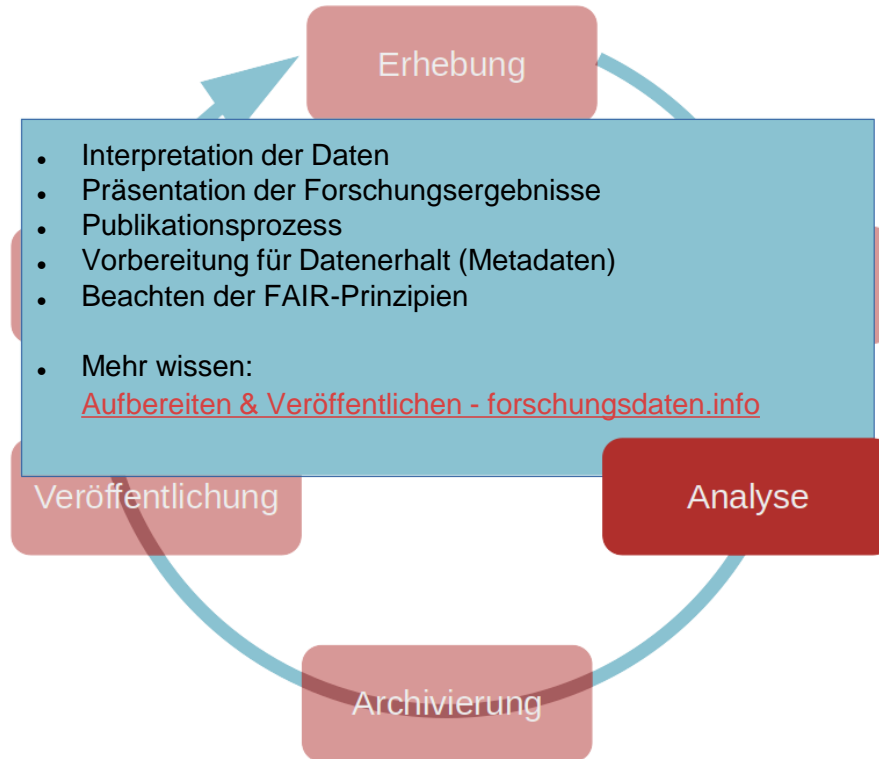 Erhebung
• Interpretation der Daten
• Präsentation der Forschungsergebnisse
• Publikationsprozess
• Vorbereitung für Datenerhalt (Metadaten)
• Beachten der FAIR-Prinzipien
• Mehr wissen:
Aufbereiten & Veröffentlichen - forschungsdaten.info
Veröffentlichung
Analyse
Archivierung